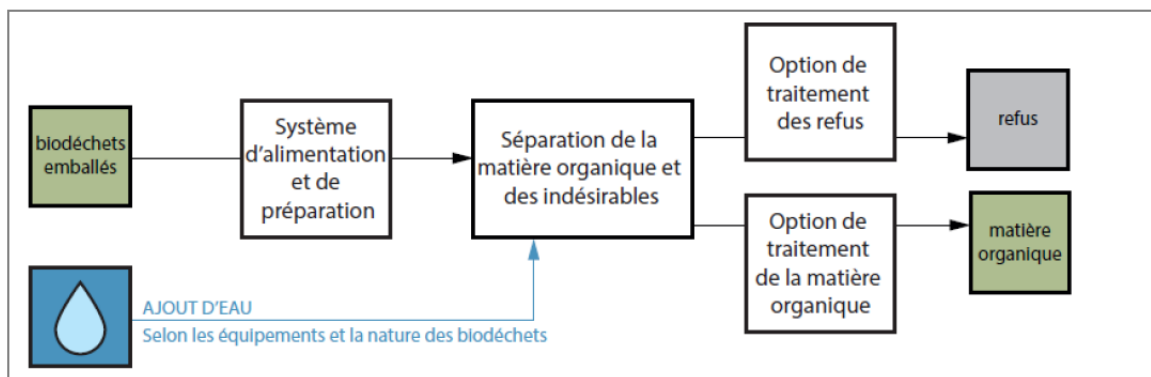 biodéchets
emballés
Système
d’alimentation
et de
préparation
Séparation de la
matière organique et
des indésirables
Option de
traitement
des refus
refus
Option de
traitement
de la matière
organique
matière
organique
AJOUT D’EAU
Selon les équipements et la nature des biodéchets